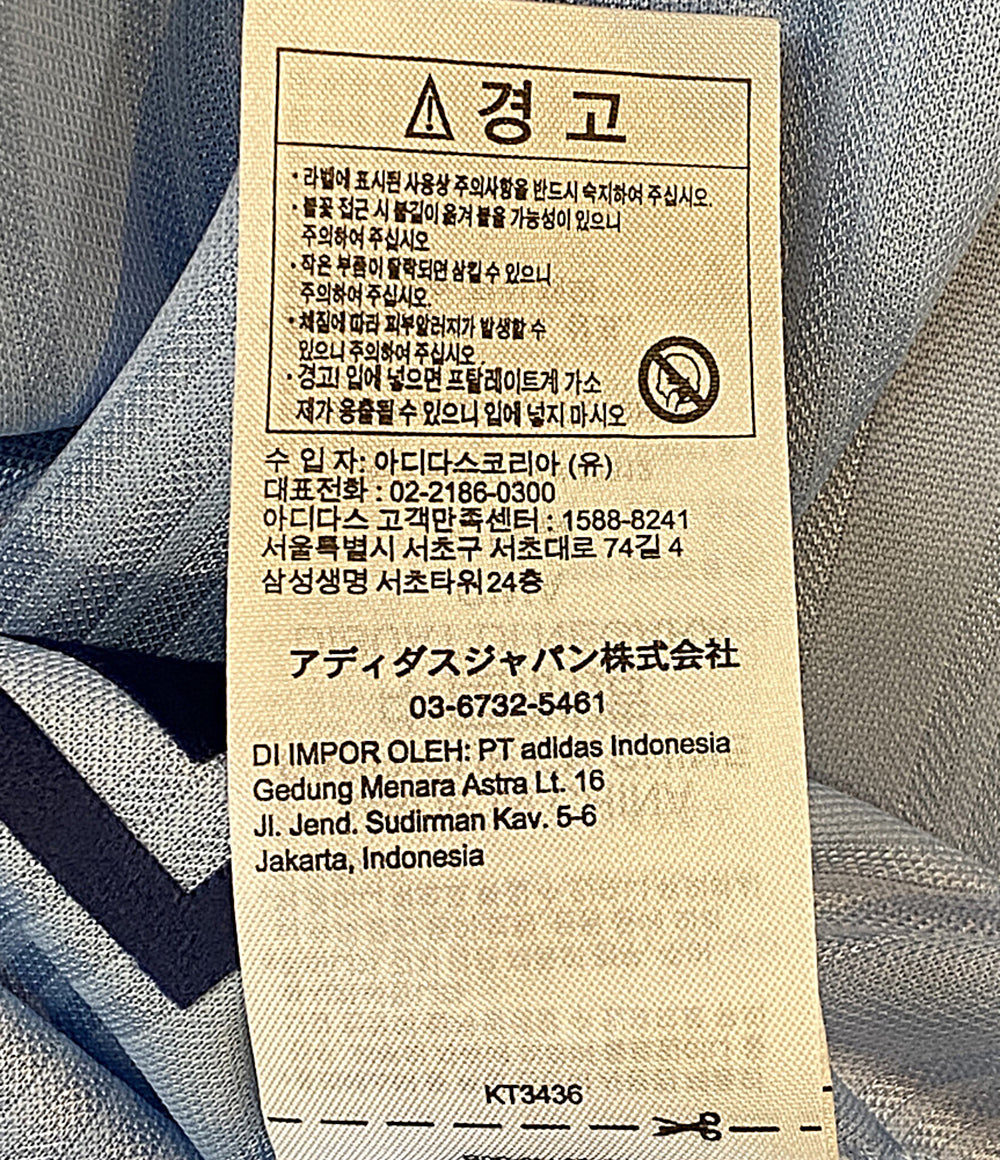 경 고
• 라벨에 표시된 사용상 주의사항을 반드시 숙지하여 주십시오.
• 불꽃 접근 시 불길이 옮겨 붙을 가능성이 있으니
주의하여 주십시오
• 작은 부품이 탈락되면 삼킬 수 있으니
주의하여 주십시오.
• 체질에 따라 피부알러지가 발생할 수
있으니 주의하여 주십시오.
• 경고! 입에 넣으면 프탈레이트계 가소
제가 용출될 수 있으니 입에 넣지 마시오
수 입 자: 아디다스코리아 (유)
대표전화 : 02-2186-0300
아디다스 고객만족센터 : 1588-8241
서울특별시 서초구 서초대로 74길 4
삼성생명 서초타워24층
アディダスジャパン株式会社
03-6732-5461
DI IMPOR OLEH: PT adidas Indonesia
Gedung Menara Astra Lt. 16
Jl. Jend. Sudirman Kav. 5-6
Jakarta, Indonesia
KT3436